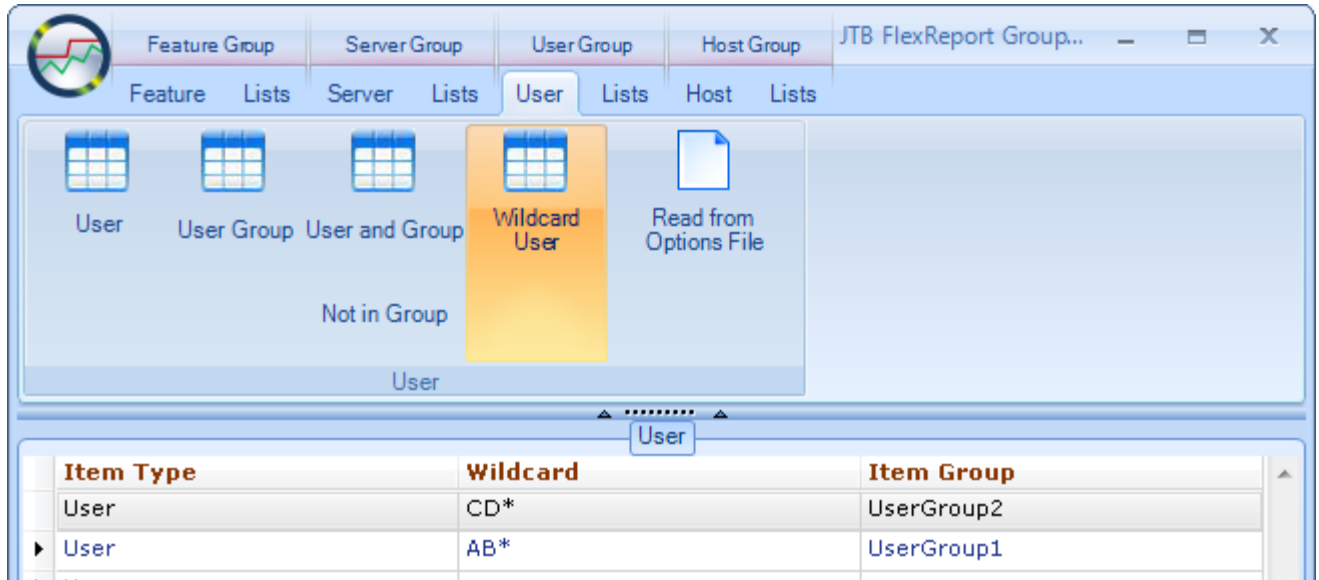 Feature Group Server Group User Group Host Group JTB FlexReport Group...
Feature Lists Server Lists User Lists Host Lists
User User Group User and Group Wildcard User Read from Options File
Not in Group
User
User
Item Type Wildcard Item Group
User CD* UserGroup2
User AB* UserGroup1